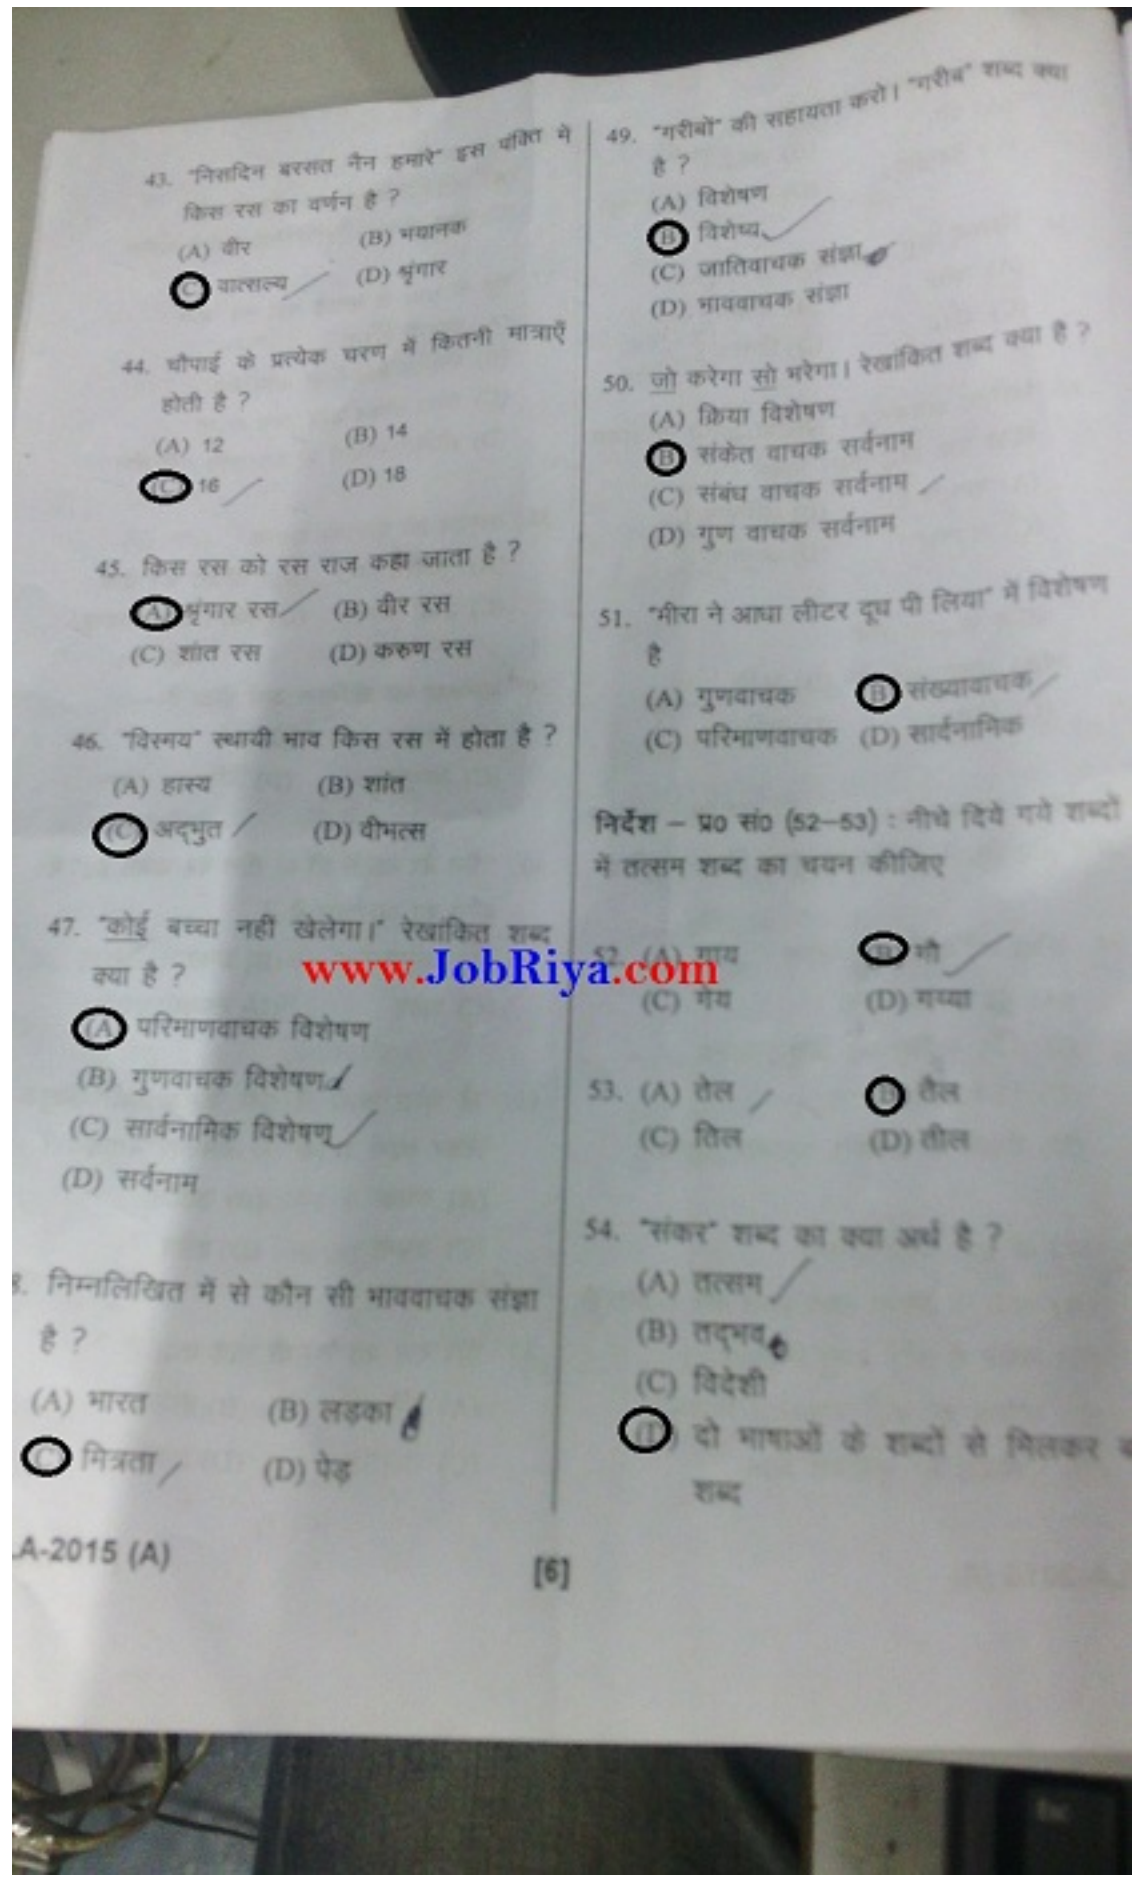 43. "निसदिन बरसत नैन हमारे" इस पंक्ति में
किस रस का वर्णन है ?
(A) वीर (B) भयानक
(C) वात्सल्य (D) श्रृंगार
44. चौपाई के प्रत्येक चरण में कितनी मात्राएँ
होती है ?
(A) 12 (B) 14
(C) 16 (D) 18
45. किस रस को रस राज कहा जाता है ?
(A) श्रृंगार रस (B) वीर रस
(C) शांत रस (D) करुण रस
46. "विस्मय" स्थायी भाव किस रस में होता है ?
(A) हास्य (B) शांत
(C) अद्भुत (D) वीभत्स
47. "कोई बच्चा नहीं खेलेगा।" रेखांकित शब्द
क्या है ?
(A) परिमाणवाचक विशेषण
(B) गुणवाचक विशेषण
(C) सार्वनामिक विशेषण
(D) सर्वनाम
8. निम्नलिखित में से कौन सी भाववाचक संज्ञा
है ?
(A) भारत (B) लड़का
(C) मित्रता (D) पेड़
49. "गरीबों" की सहायता करो। "गरीब" शब्द क्या
है ?
(A) विशेषण
(B) विशेष्य
(C) जातिवाचक संज्ञा
(D) भाववाचक संज्ञा
50. जो करेगा सो भरेगा। रेखांकित शब्द क्या है ?
(A) क्रिया विशेषण
(B) संकेत वाचक सर्वनाम
(C) संबंध वाचक सर्वनाम
(D) गुण वाचक सर्वनाम
51. "मीरा ने आधा लीटर दूध पी लिया" में विशेषण
है
(A) गुणवाचक (B) संख्यावाचक
(C) परिमाणवाचक (D) सार्वनामिक
निर्देश – प्र0 सं0 (52–53) : नीचे दिये गये शब्दों
में तत्सम शब्द का चयन कीजिए
52. (A) गाय (B) गौ
(C) गेय (D) गय्या
53. (A) तेल (B) तैल
(C) तिल (D) तील
54. "संकर" शब्द का क्या अर्थ है ?
(A) तत्सम
(B) तद्भव
(C) विदेशी
(D) दो भाषाओं के शब्दों से मिलकर
शब्द
www.JobRiya.com
A-2015 (A)
[6]